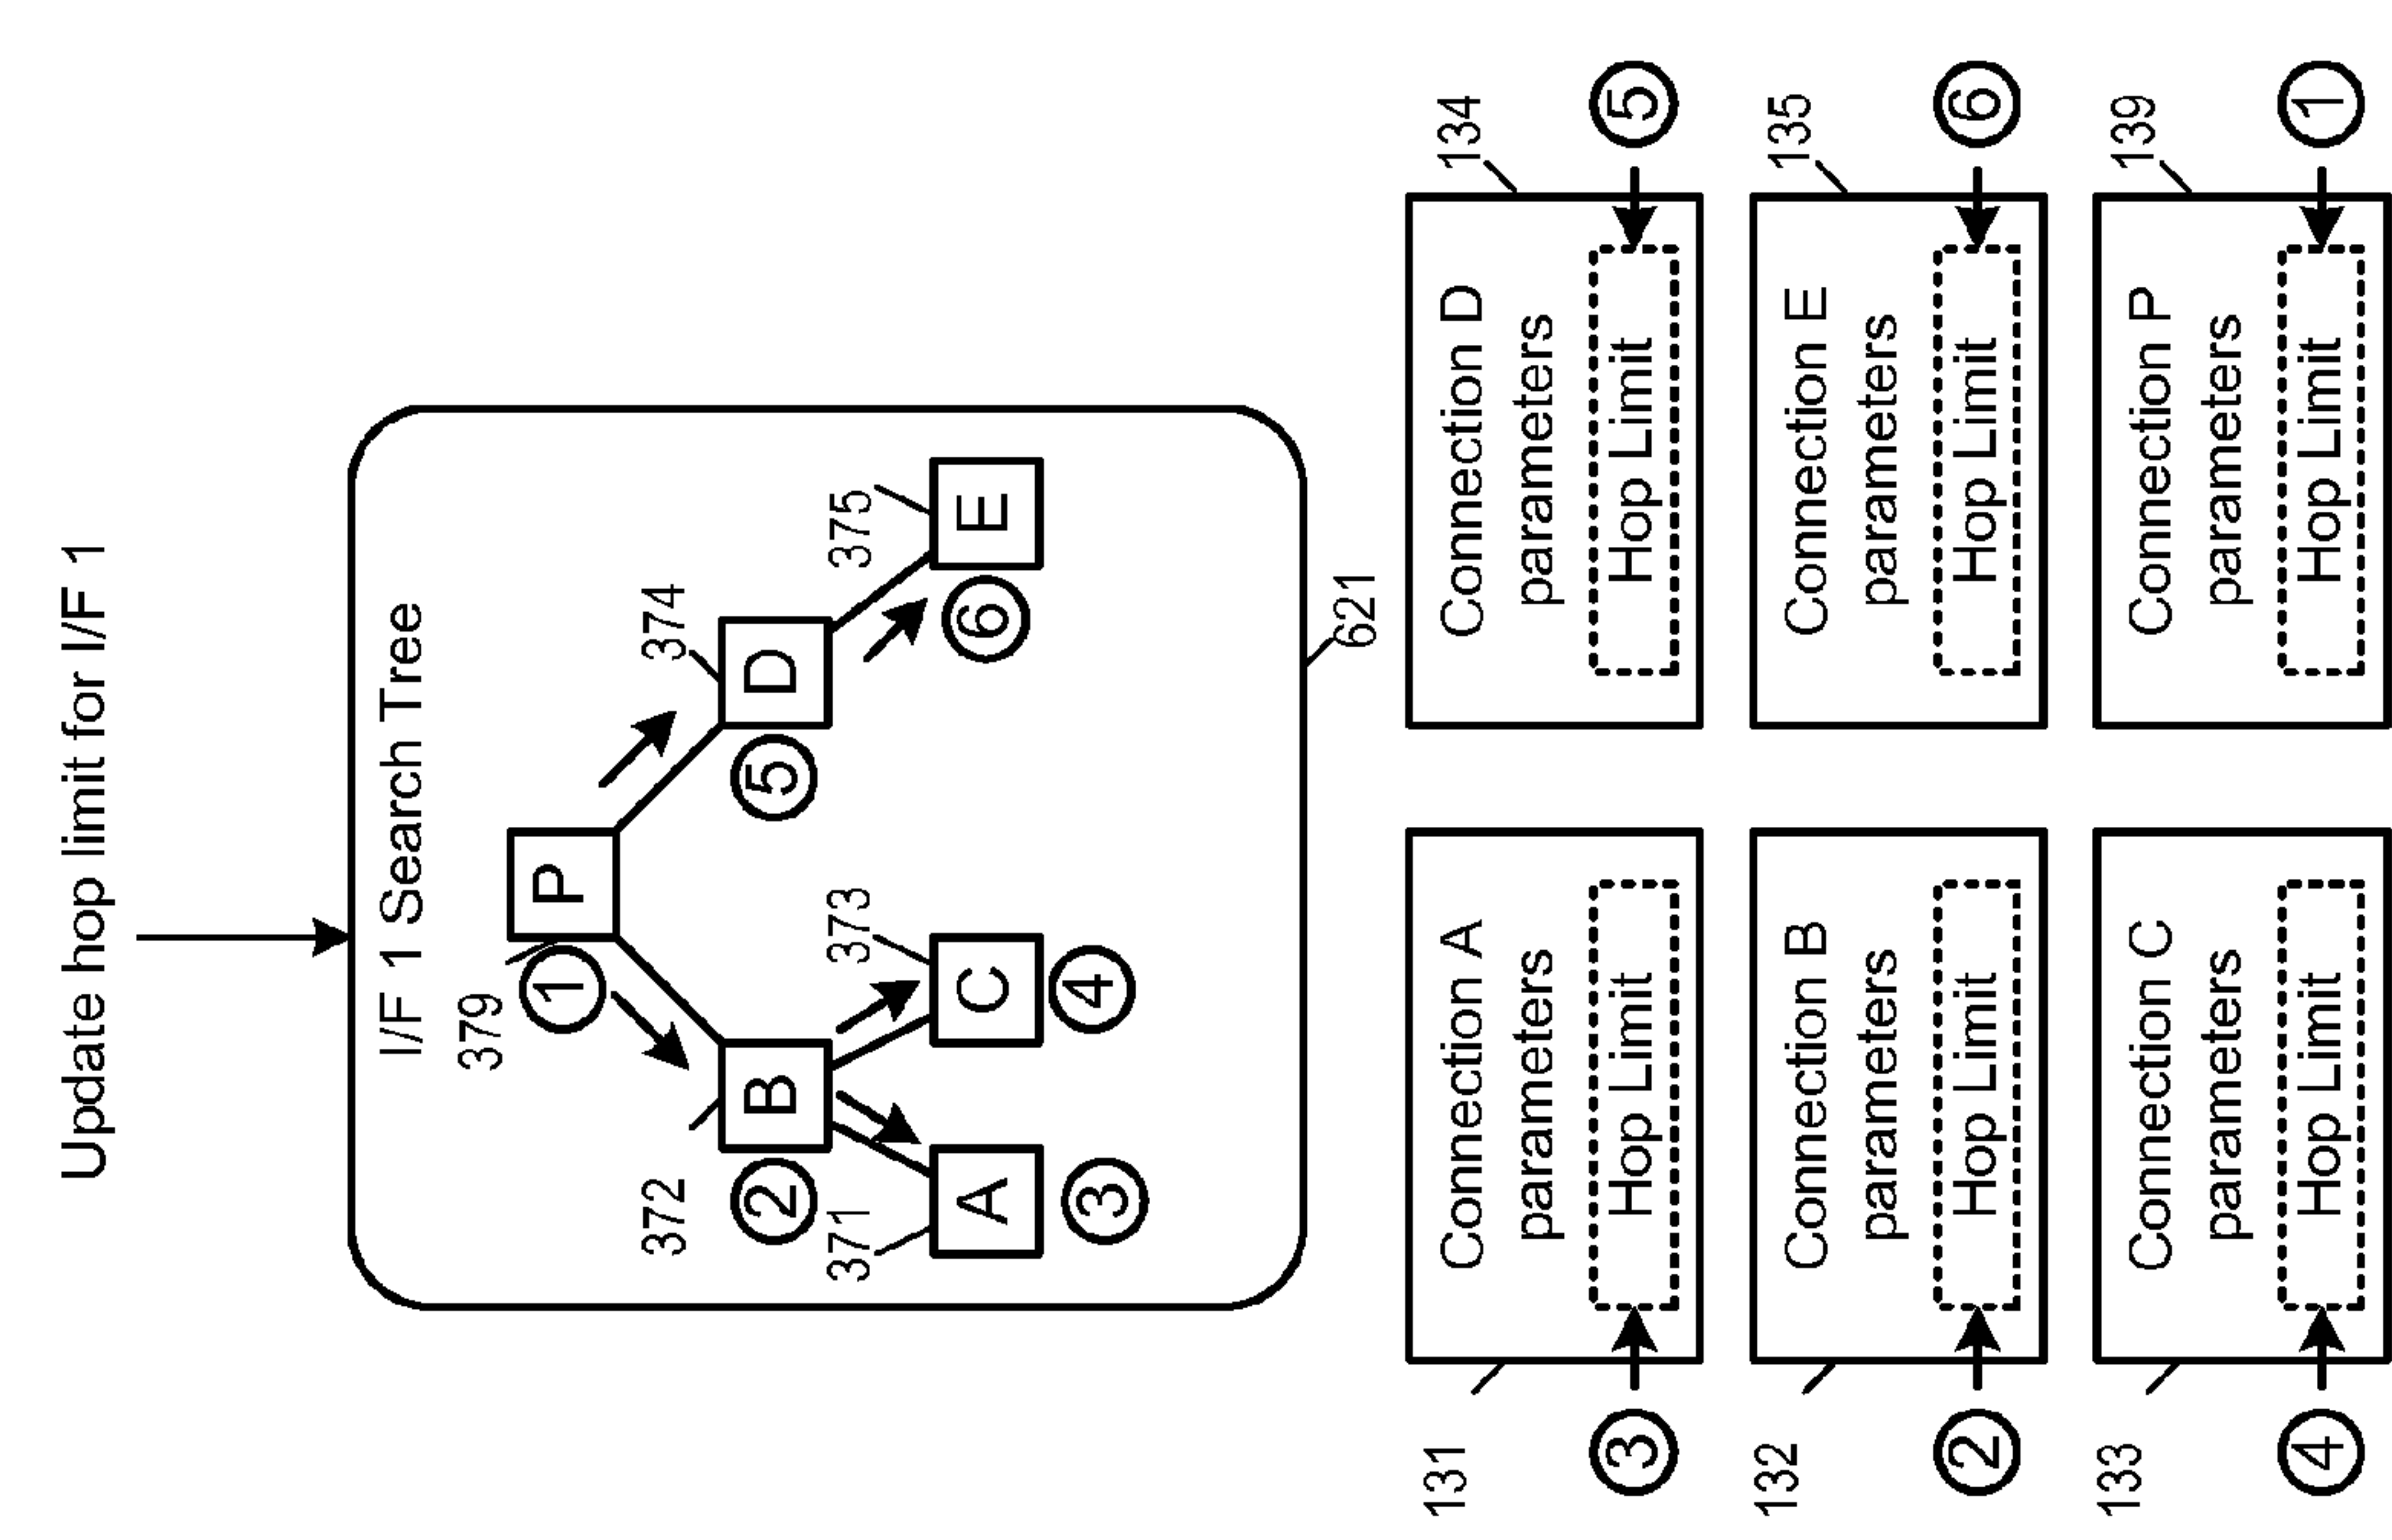 Update hop limit for I/F 1
I/F 1 Search Tree
379
P
1
372
B
2
374
D
5
371
A
3
373
C
4
375
E
6
621
131
Connection A
parameters
Hop Limit
3
134
Connection D
parameters
Hop Limit
5
132
Connection B
parameters
Hop Limit
2
135
Connection E
parameters
Hop Limit
6
133
Connection C
parameters
Hop Limit
4
139
Connection P
parameters
Hop Limit
1